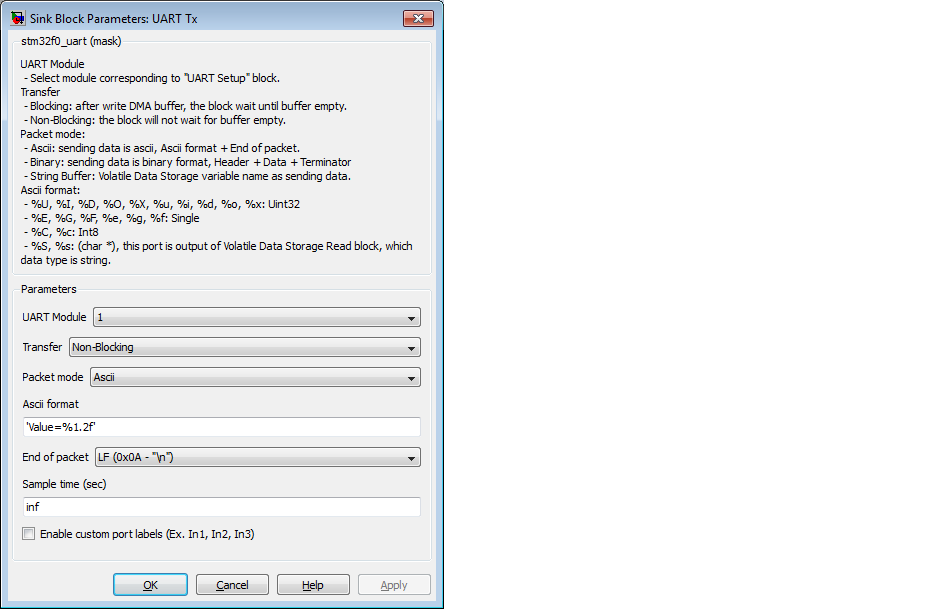 Sink Block Parameters: UART Tx
stm32f0_uart (mask)
UART Module
- Select module corresponding to "UART Setup" block.
Transfer
- Blocking: after write DMA buffer, the block wait until buffer empty.
- Non-Blocking: the block will not wait for buffer empty.
Packet mode:
- Ascii: sending data is ascii, Ascii format + End of packet.
- Binary: sending data is binary format, Header + Data + Terminator
- String Buffer: Volatile Data Storage variable name as sending data.
Ascii format:
- %U, %I, %D, %O, %X, %u, %i, %d, %o, %x: Uint32
- %E, %G, %F, %e, %g, %f: Single
- %C, %c: Int8
- %S, %s: (char *), this port is output of Volatile Data Storage Read block, which
data type is string.
Parameters
UART Module 1
Transfer Non-Blocking
Packet mode Ascii
Ascii format
'Value=%1.2f'
End of packet LF (0x0A - "\n")
Sample time (sec)
inf
Enable custom port labels (Ex. In1, In2, In3)
OK Cancel Help Apply